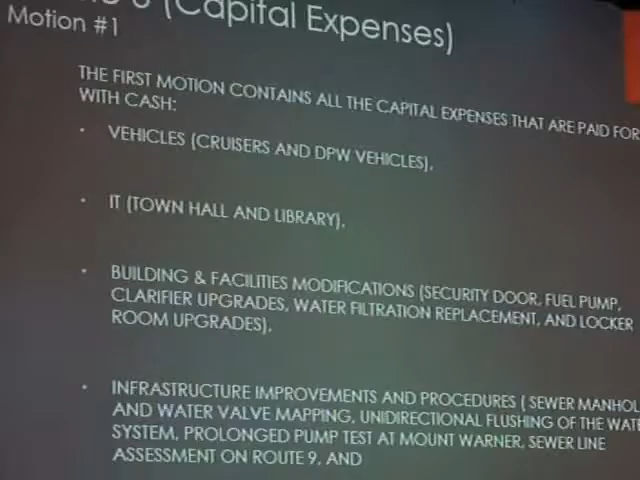 (Capital Expenses)
Motion #1
THE FIRST MOTION CONTAINS ALL THE CAPITAL EXPENSES THAT ARE PAID FOR
WITH CASH:
• VEHICLES (CRUISERS AND DPW VEHICLES),
• IT (TOWN HALL AND LIBRARY),
• BUILDING & FACILITIES MODIFICATIONS (SECURITY DOOR, FUEL PUMP,
CLARIFIER UPGRADES, WATER FILTRATION REPLACEMENT, AND LOCKER
ROOM UPGRADES),
• INFRASTRUCTURE IMPROVEMENTS AND PROCEDURES ( SEWER MANHOL
AND WATER VALVE MAPPING, UNIDIRECTIONAL FLUSHING OF THE WATE
SYSTEM, PROLONGED PUMP TEST AT MOUNT WARNER, SEWER LINE
ASSESSMENT ON ROUTE 9, AND